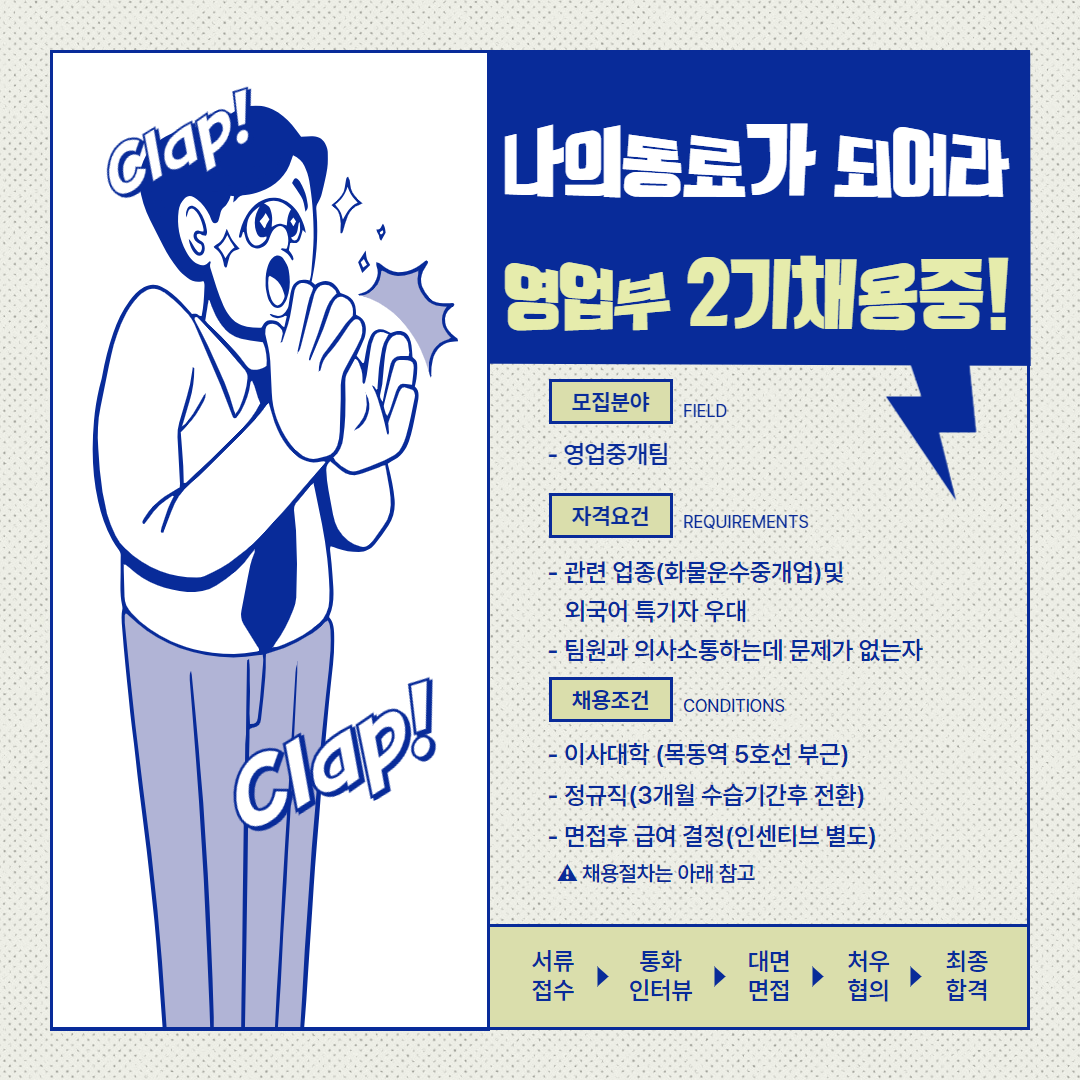 Clap!
나의동료가 되어라
영업부 2기채용중!
모집분야 FIELD
- 영업중개팀
자격요건 REQUIREMENTS
- 관련 업종(화물운수중개업)및
외국어 특기자 우대
- 팀원과 의사소통하는데 문제가 없는자
채용조건 CONDITIONS
- 이사대학 (목동역 5호선 부근)
- 정규직(3개월 수습기간후 전환)
- 면접후 급여 결정(인센티브 별도)
⚠ 채용절차는 아래 참고
Clap!
서류 통화 대면 처우 최종
접수 인터뷰 면접 협의 합격